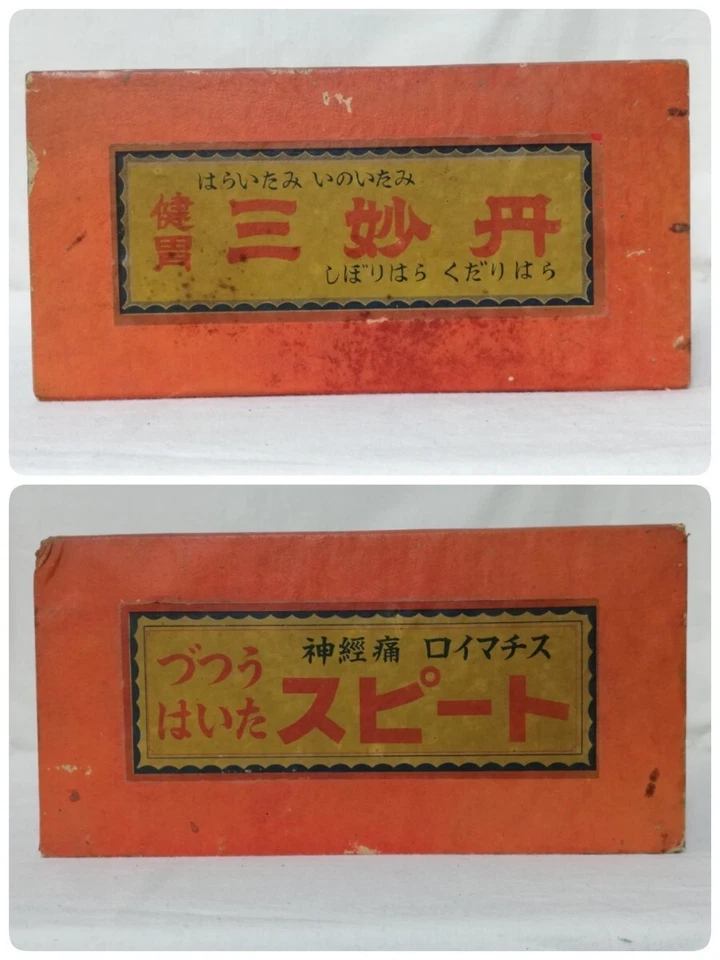 はらいたみ いのいたみ
健胃
三妙丹
しぼりはら くだりはら
神經痛 ロイマチス
づつう
はいた
スピート